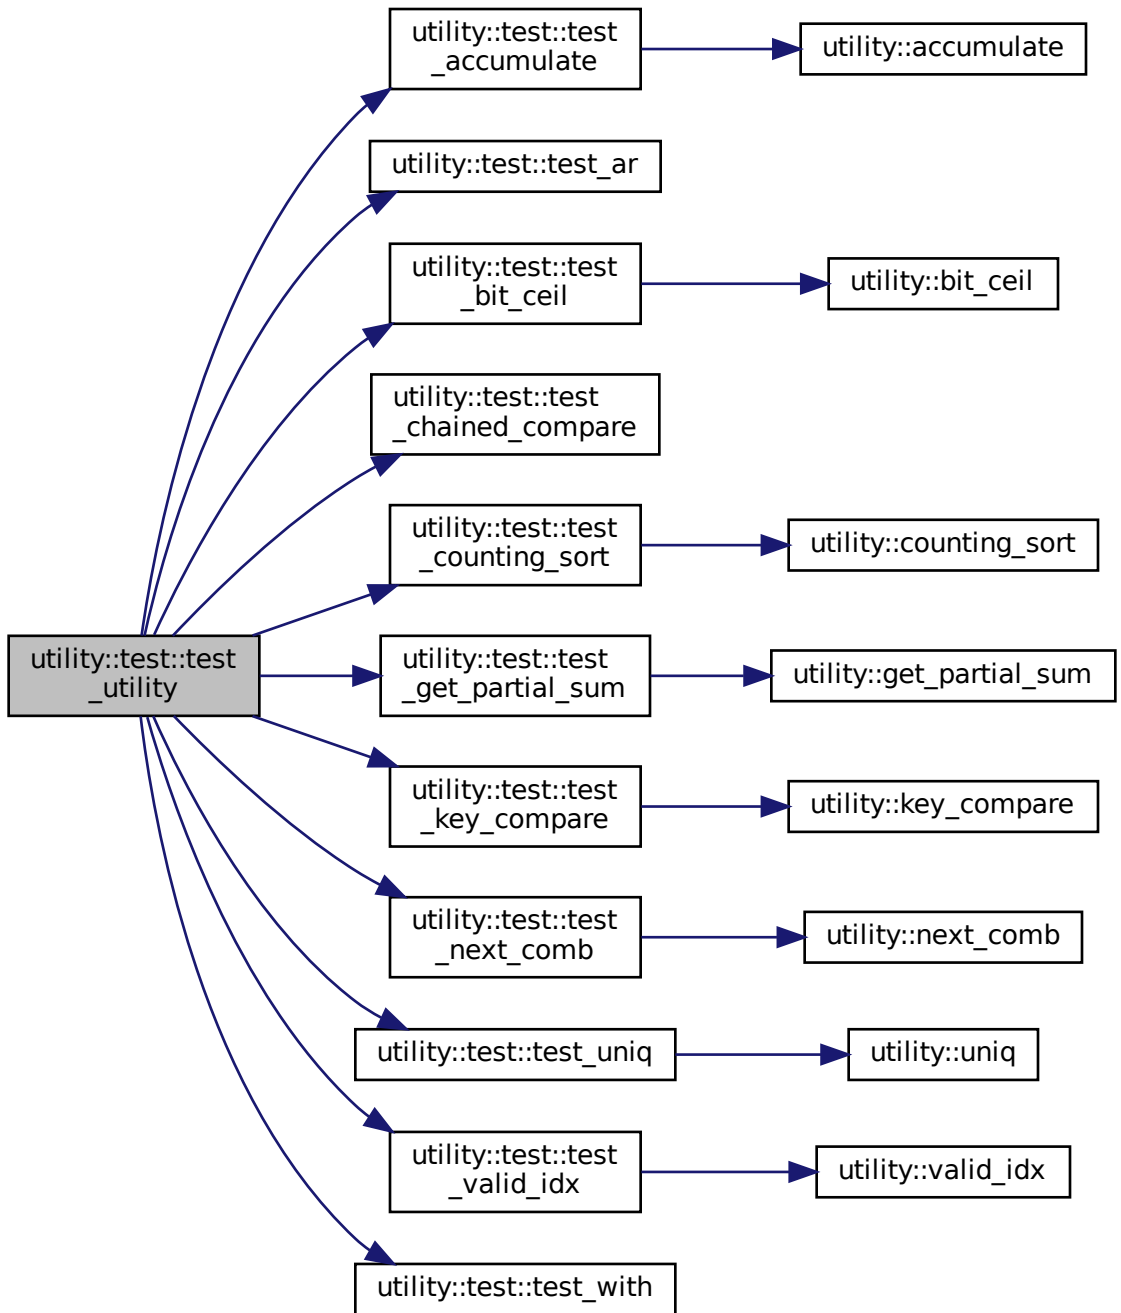 utility::test::test
_accumulate
utility::accumulate
utility::test::test_ar
utility::test::test
_bit_ceil
utility::bit_ceil
utility::test::test
_chained_compare
utility::test::test
_counting_sort
utility::counting_sort
utility::test::test
_utility
utility::test::test
_get_partial_sum
utility::get_partial_sum
utility::test::test
_key_compare
utility::key_compare
utility::test::test
_next_comb
utility::next_comb
utility::test::test_uniq
utility::uniq
utility::test::test
_valid_idx
utility::valid_idx
utility::test::test_with